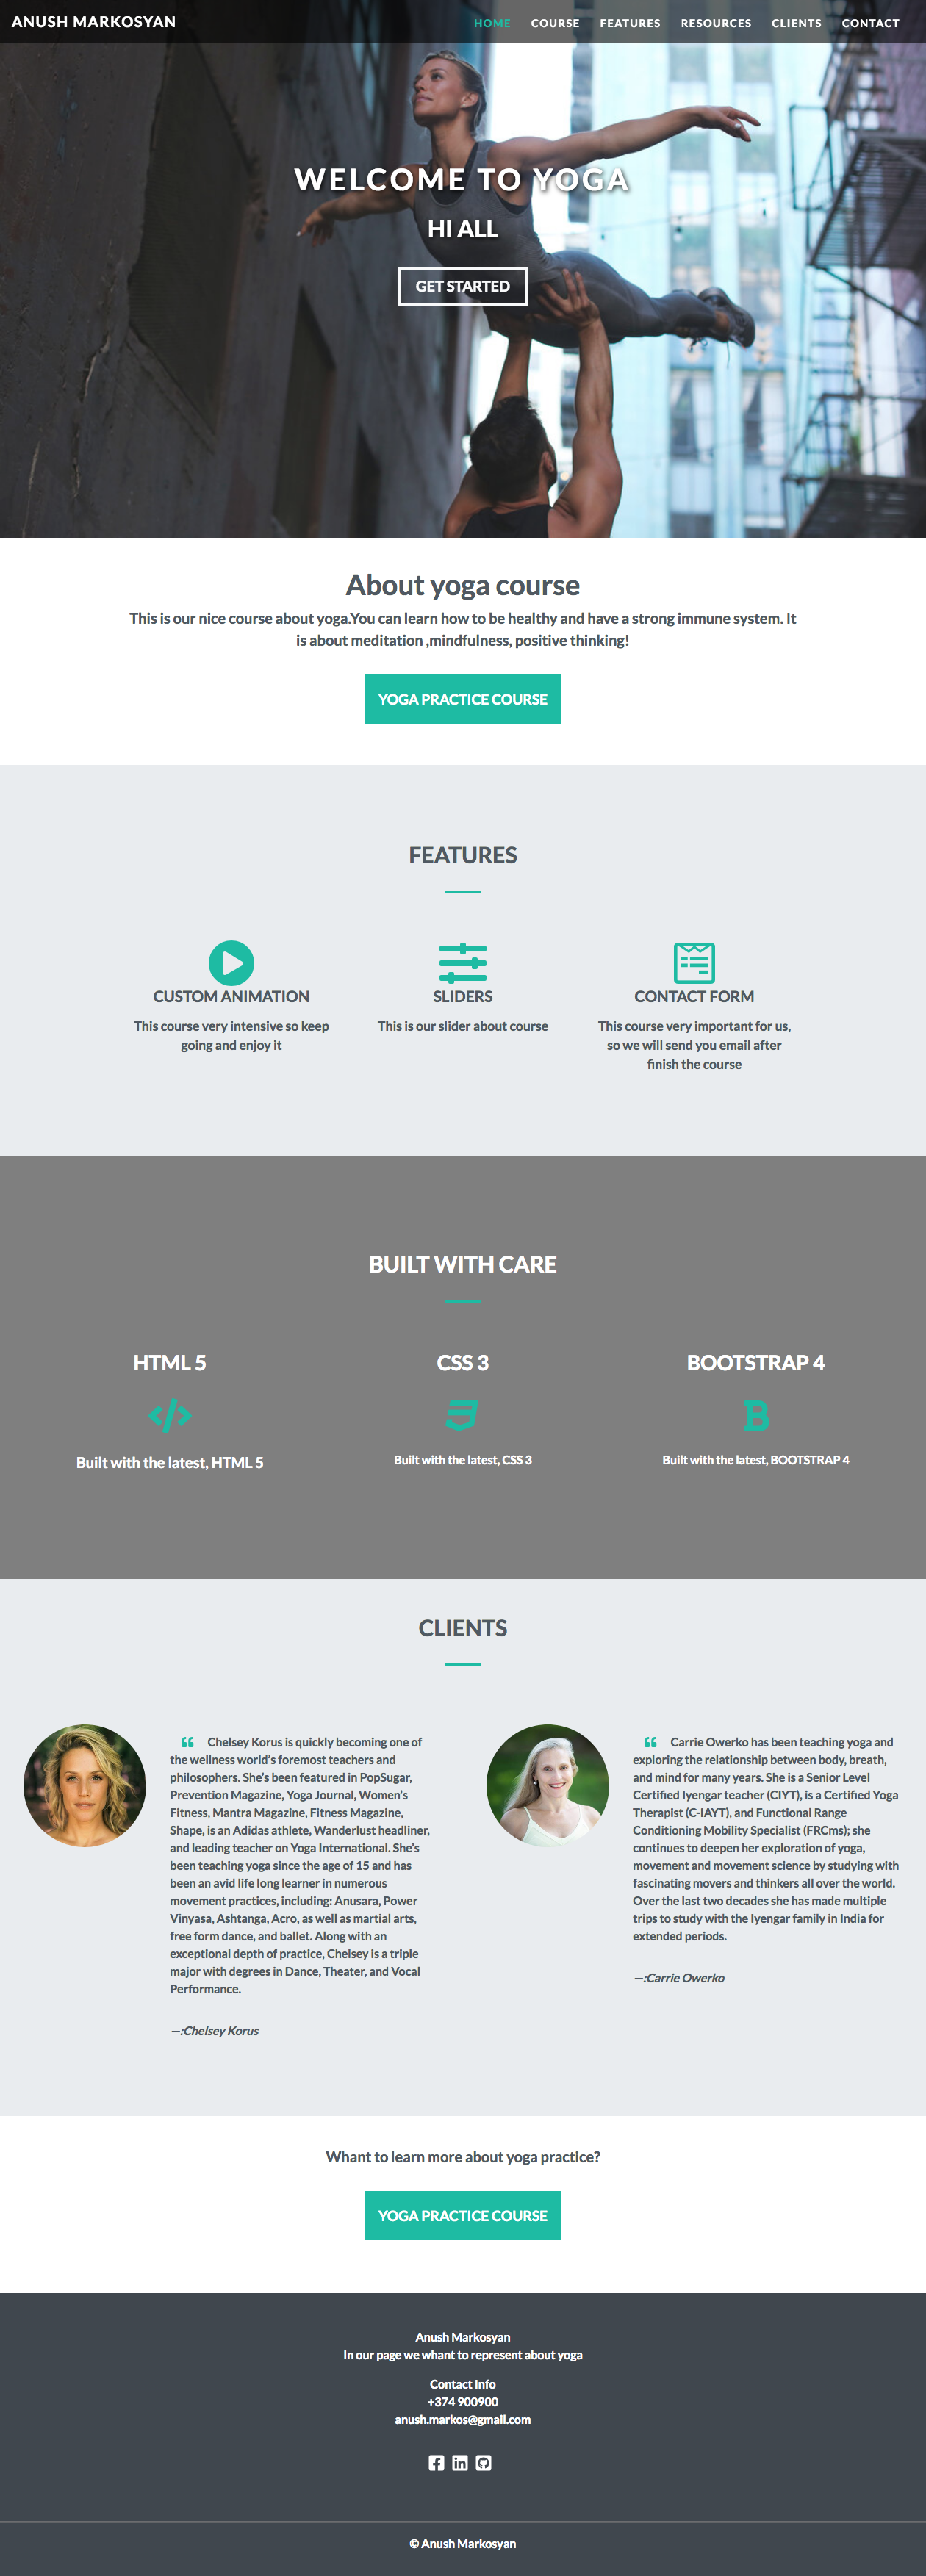 ANUSH MARKOSYAN
HOME COURSE FEATURES RESOURCES CLIENTS CONTACT
WELCOME TO YOGA
HI ALL
GET STARTED
About yoga course
This is our nice course about yoga.You can learn how to be healthy and have a strong immune system. It
is about meditation ,mindfulness, positive thinking!
YOGA PRACTICE COURSE
FEATURES
CUSTOM ANIMATION
This course very intensive so keep
going and enjoy it
SLIDERS
This is our slider about course
CONTACT FORM
This course very important for us,
so we will send you email after
finish the course
BUILT WITH CARE
HTML 5
Built with the latest, HTML 5
CSS 3
Built with the latest, CSS 3
BOOTSTRAP 4
Built with the latest, BOOTSTRAP 4
CLIENTS
“ Chelsey Korus is quickly becoming one of
the wellness world’s foremost teachers and
philosophers. She’s been featured in PopSugar,
Prevention Magazine, Yoga Journal, Women’s
Fitness, Mantra Magazine, Fitness Magazine,
Shape, is an Adidas athlete, Wanderlust headliner,
and leading teacher on Yoga International. She’s
been teaching yoga since the age of 15 and has
been an avid life long learner in numerous
movement practices, including: Anusara, Power
Vinyasa, Ashtanga, Acro, as well as martial arts,
free form dance, and ballet. Along with an
exceptional depth of practice, Chelsey is a triple
major with degrees in Dance, Theater, and Vocal
Performance.
—:Chelsey Korus
“ Carrie Owerko has been teaching yoga and
exploring the relationship between body, breath,
and mind for many years. She is a Senior Level
Certified Iyengar teacher (CIYT), is a Certified Yoga
Therapist (C-IAYT), and Functional Range
Conditioning Mobility Specialist (FRCms); she
continues to deepen her exploration of yoga,
movement and movement science by studying with
fascinating movers and thinkers all over the world.
Over the last two decades she has made multiple
trips to study with the Iyengar family in India for
extended periods.
—:Carrie Owerko
Whant to learn more about yoga practice?
YOGA PRACTICE COURSE
Anush Markosyan
In our page we whant to represent about yoga
Contact Info
+374 900900
anush.markos@gmail.com
© Anush Markosyan